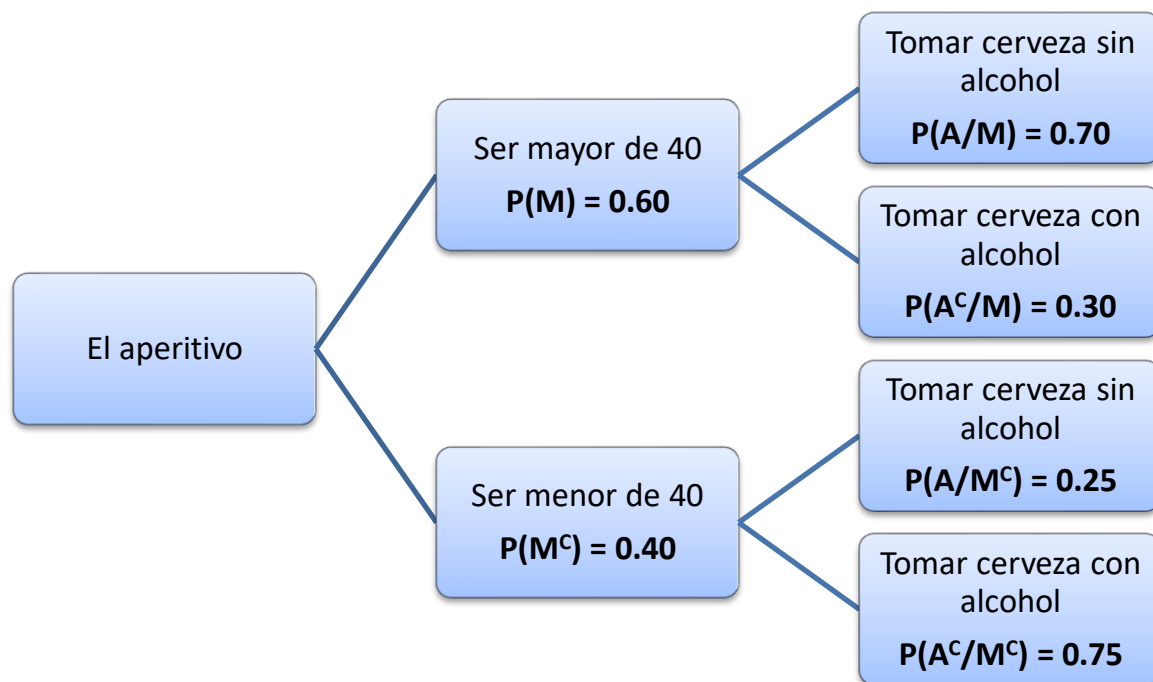 El aperitivo
Ser mayor de 40
P(M) = 0.60
Tomar cerveza sin
alcohol
P(A/M) = 0.70
Tomar cerveza con
alcohol
P(Aᶜ/M) = 0.30
Ser menor de 40
P(Mᶜ) = 0.40
Tomar cerveza sin
alcohol
P(A/Mᶜ) = 0.25
Tomar cerveza con
alcohol
P(Aᶜ/Mᶜ) = 0.75